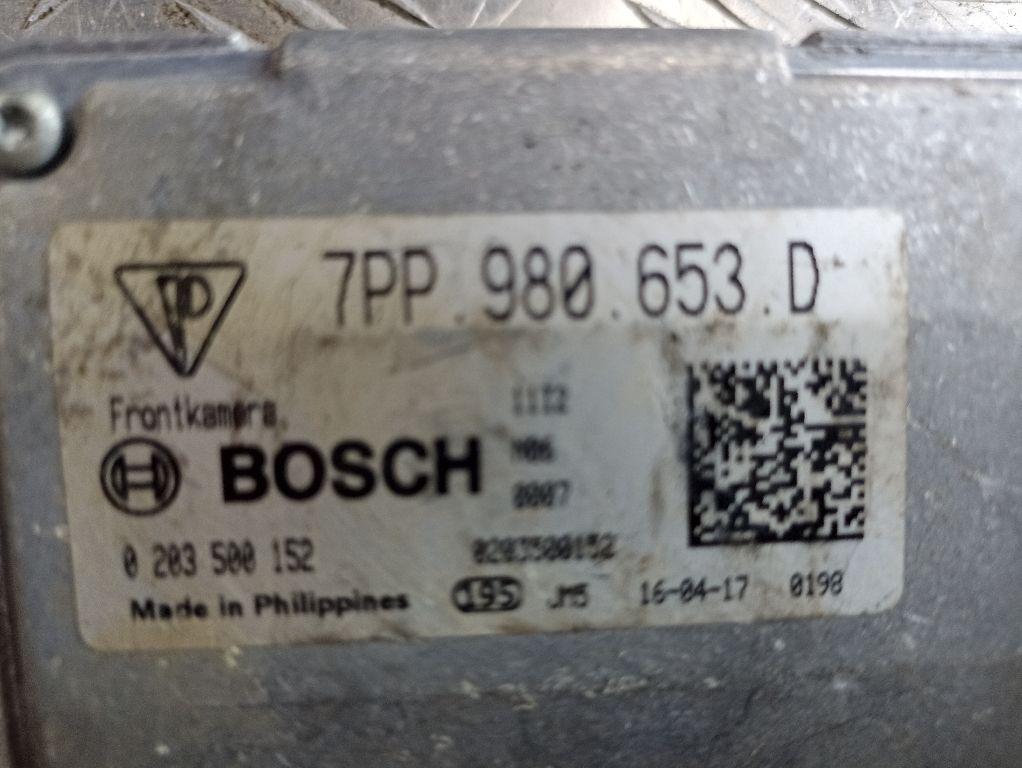 7PP.980.653.D
Frontkamera.
1112
H06
0007
BOSCH
0 203 500 152
0203500152
Made in Philippines
195
JM5
16-04-17
0198